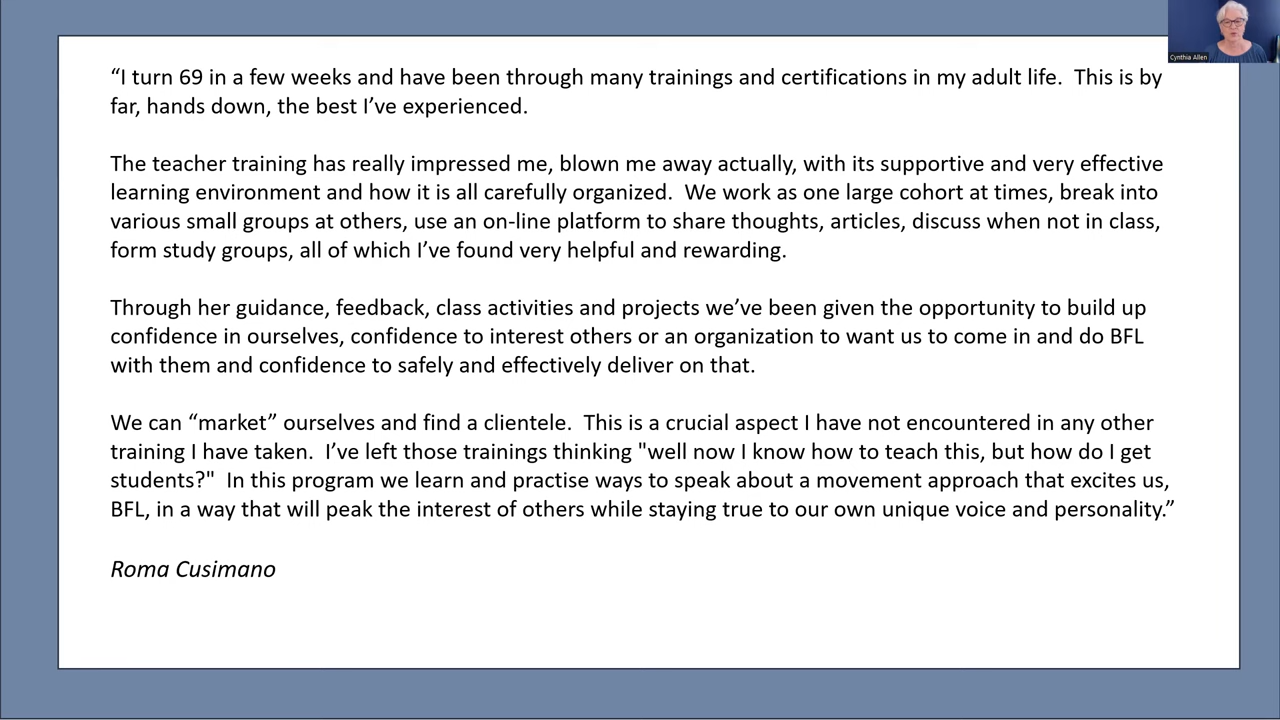 Cynthia Allen
“I turn 69 in a few weeks and have been through many trainings and certifications in my adult life.  This is by
far, hands down, the best I’ve experienced.
The teacher training has really impressed me, blown me away actually, with its supportive and very effective
learning environment and how it is all carefully organized.  We work as one large cohort at times, break into
various small groups at others, use an on-line platform to share thoughts, articles, discuss when not in class,
form study groups, all of which I’ve found very helpful and rewarding.
Through her guidance, feedback, class activities and projects we’ve been given the opportunity to build up
confidence in ourselves, confidence to interest others or an organization to want us to come in and do BFL
with them and confidence to safely and effectively deliver on that.
We can “market” ourselves and find a clientele.  This is a crucial aspect I have not encountered in any other
training I have taken.  I’ve left those trainings thinking "well now I know how to teach this, but how do I get
students?"  In this program we learn and practise ways to speak about a movement approach that excites us,
BFL, in a way that will peak the interest of others while staying true to our own unique voice and personality.”
Roma Cusimano